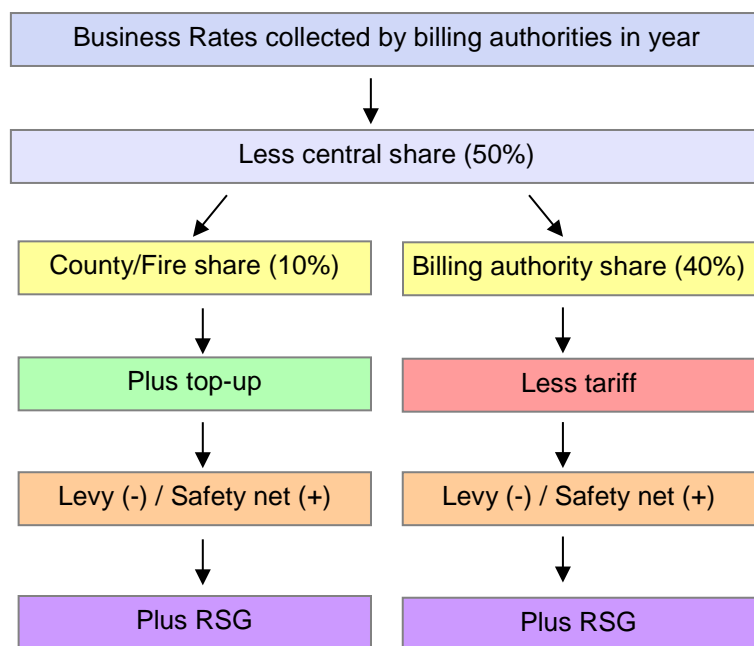 Business Rates collected by billing authorities in year
Less central share (50%)
County/Fire share (10%)
Billing authority share (40%)
Plus top-up
Less tariff
Levy (-) / Safety net (+)
Levy (-) / Safety net (+)
Plus RSG
Plus RSG